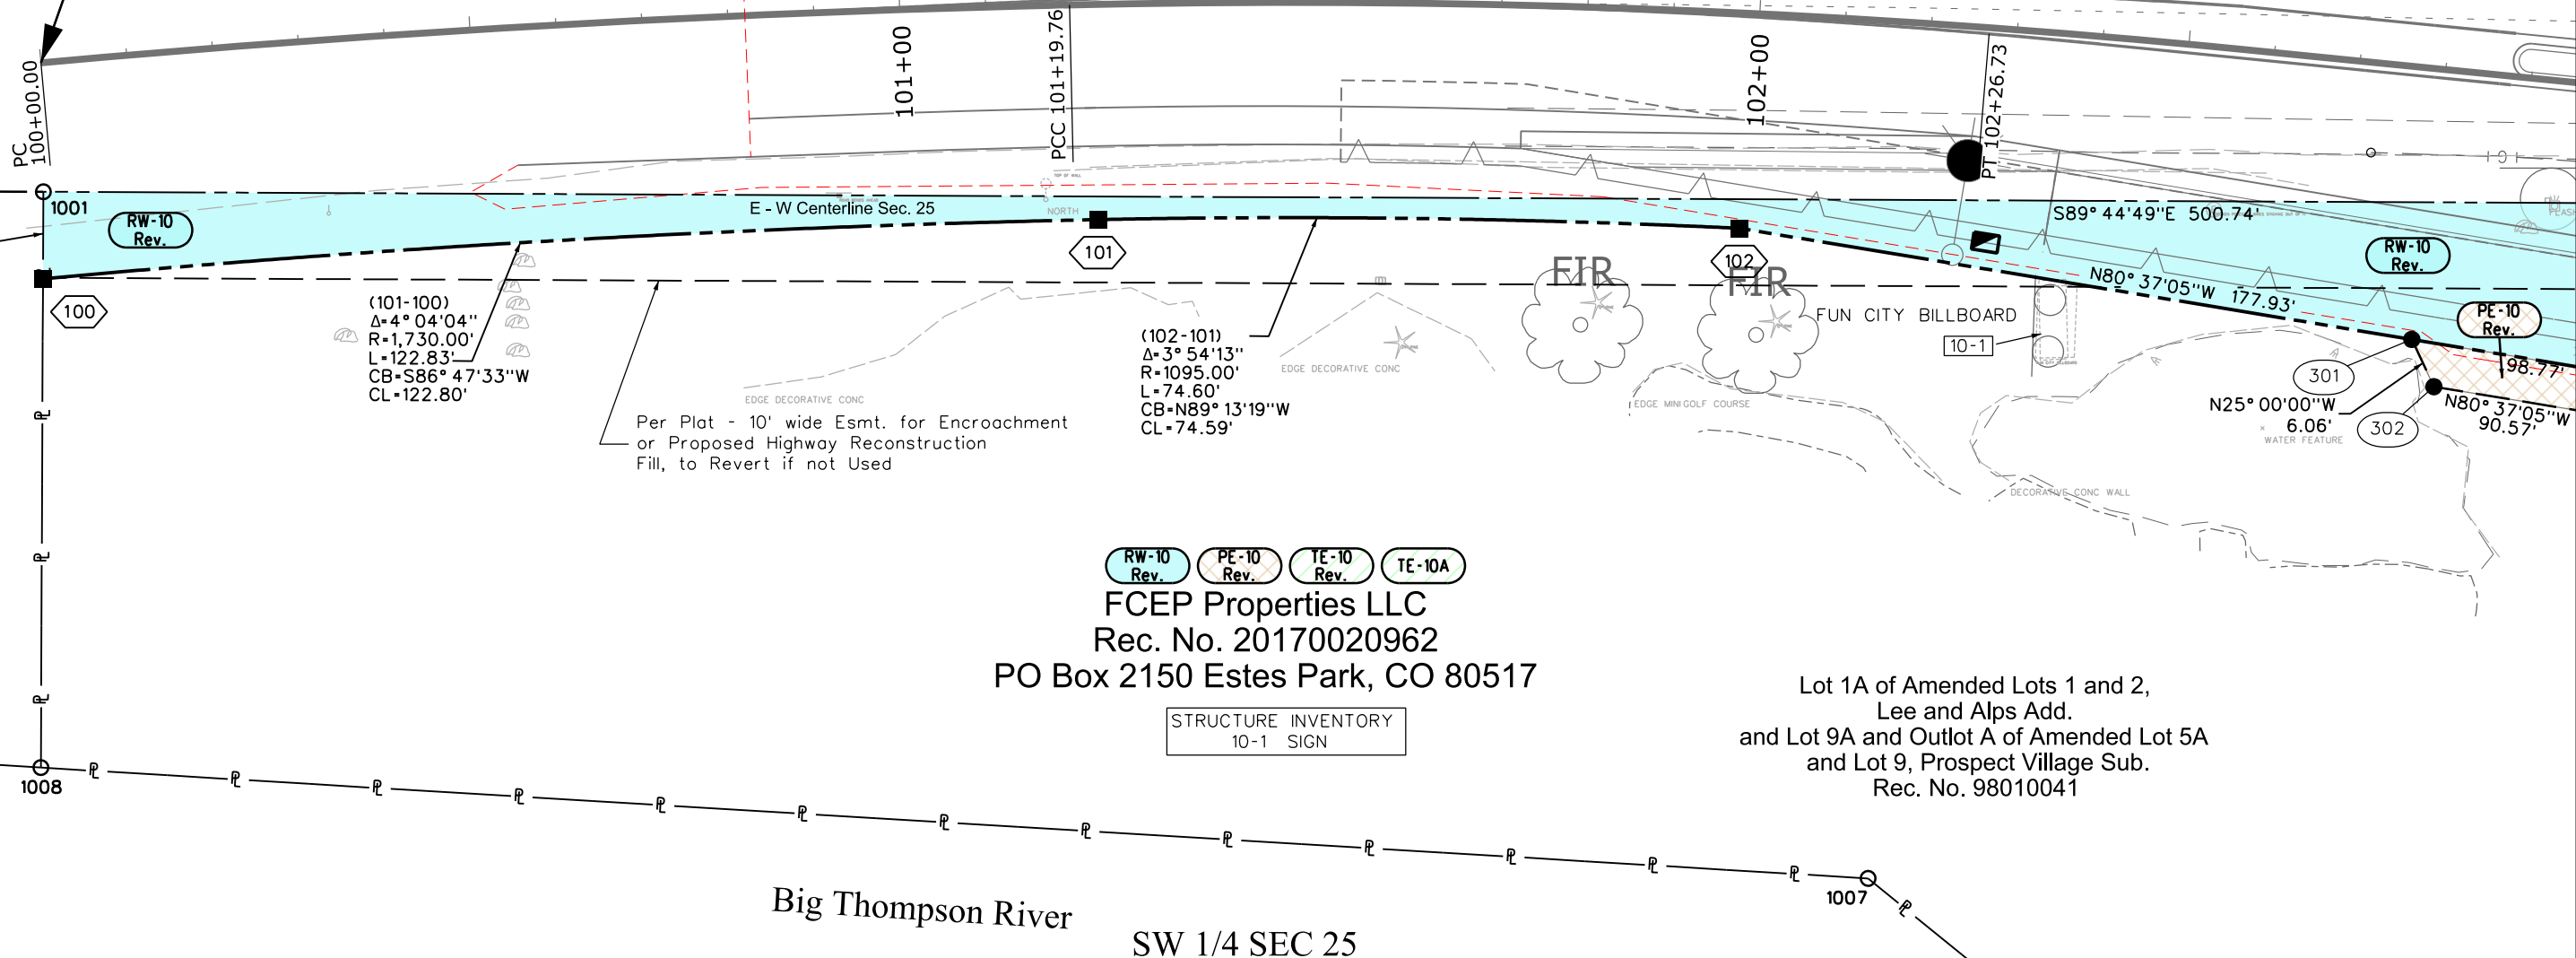 PC
100+00.00
101+00
PCC 101+19.76
102+00
PT 102+26.73
1001
RW-10
Rev.
E - W Centerline Sec. 25
TOP OF WALL
NORTH
S89° 44'49"E 500.74'
RW-10
Rev.
100
101
102
FIR
FIR
N80° 37'05"W 177.93'
(101-100)
Δ=4° 04'04"
R=1,730.00'
L=122.83'
CB=S86° 47'33"W
CL=122.80'
(102-101)
Δ=3° 54'13"
R=1095.00'
L=74.60'
CB=N89° 13'19"W
CL=74.59'
FUN CITY BILLBOARD
10-1
PE-10
Rev.
98.77'
301
302
N25° 00'00"W
6.06'
N80° 37'05"W
90.57'
WATER FEATURE
EDGE DECORATIVE CONC
EDGE DECORATIVE CONC
EDGE MINIGOLF COURSE
DECORATIVE CONC WALL
Per Plat - 10' wide Esmt. for Encroachment
or Proposed Highway Reconstruction
Fill, to Revert if not Used
RW-10
Rev.
PE-10
Rev.
TE-10
Rev.
TE-10A
FCEP Properties LLC
Rec. No. 20170020962
PO Box 2150 Estes Park, CO 80517
STRUCTURE INVENTORY
10-1 SIGN
Lot 1A of Amended Lots 1 and 2,
Lee and Alps Add.
and Lot 9A and Outlot A of Amended Lot 5A
and Lot 9, Prospect Village Sub.
Rec. No. 98010041
1008
1007
Big Thompson River
SW 1/4 SEC 25